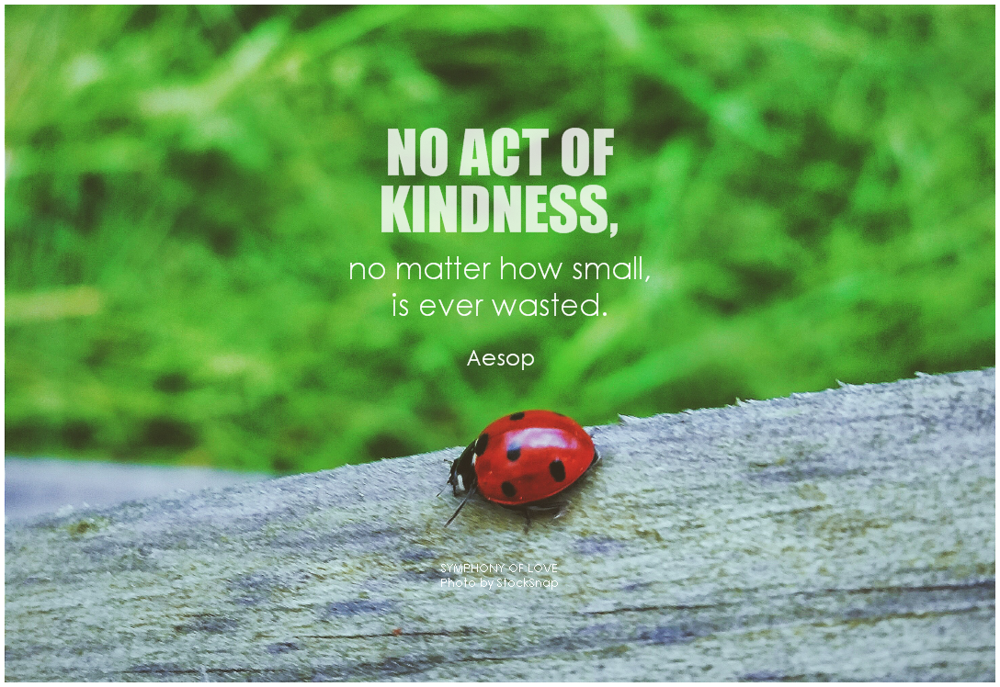 NO ACT OF
KINDNESS,
no matter how small,
is ever wasted.
Aesop
SYMPHONY OF LOVE
Photo by StockSnap